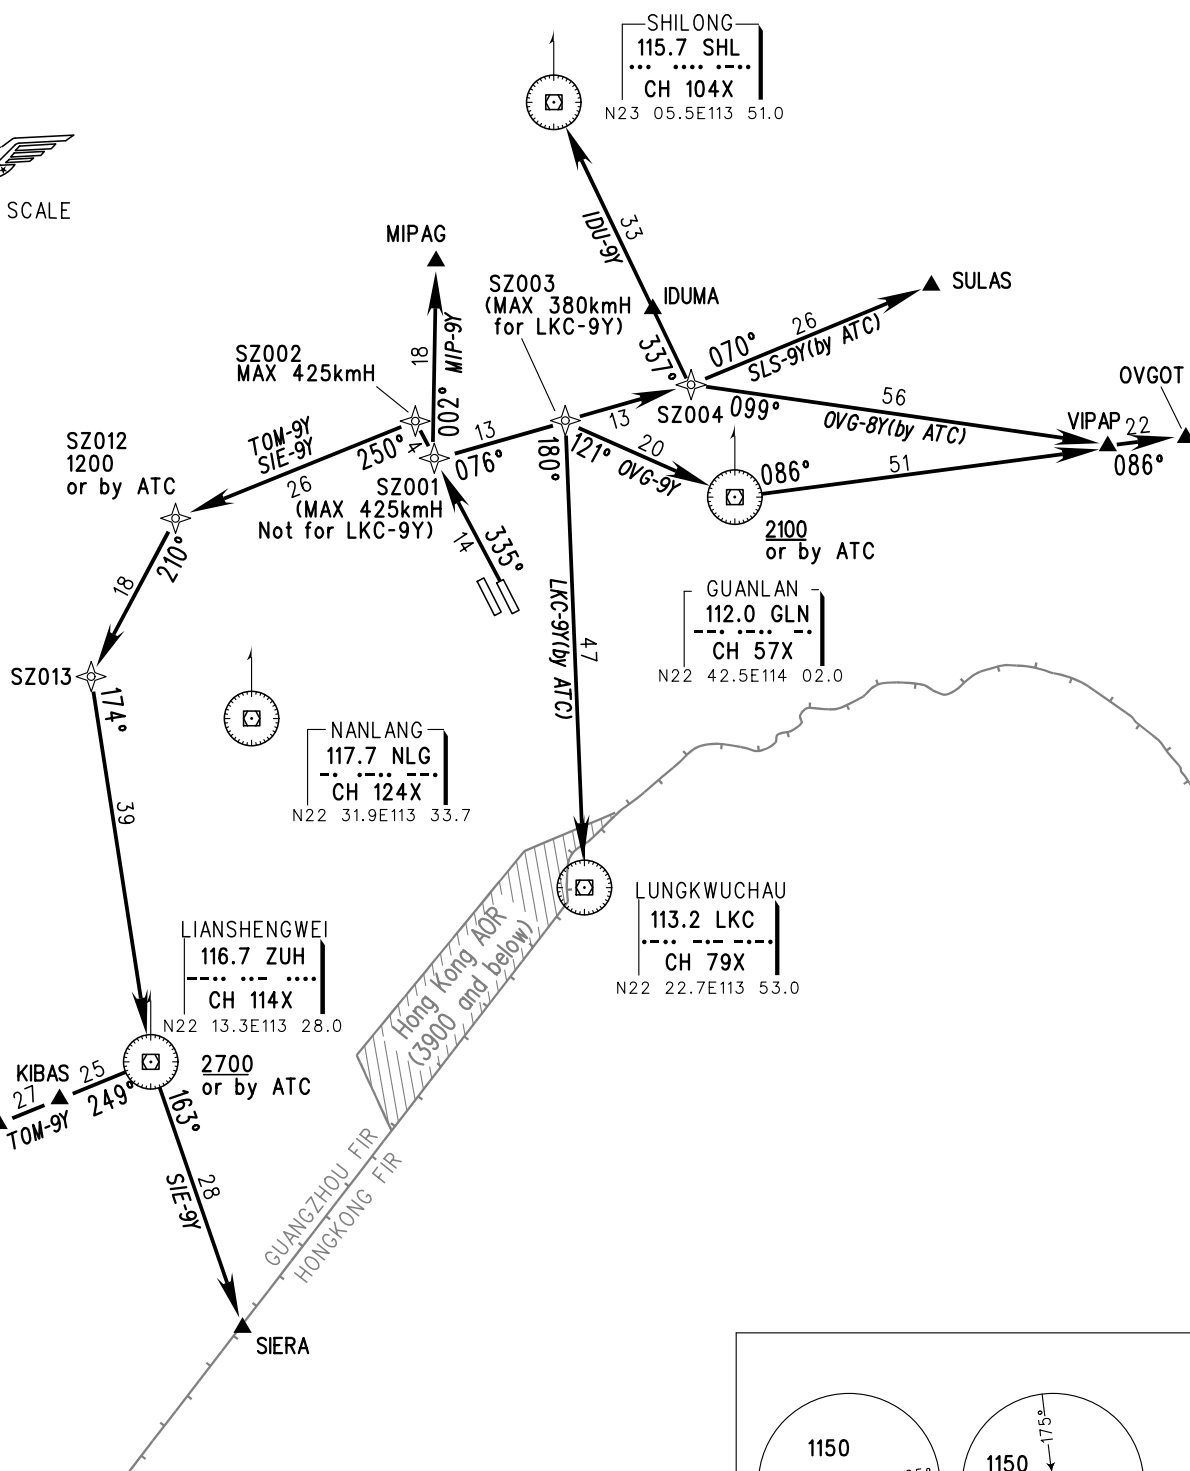 SHILONG
115.7 SHL
CH 104X
N23 05.5E113 51.0
SCALE
33
IDU-9Y
MIPAG
SZ003
(MAX 380kmH
for LKC-9Y)
IDUMA
SULAS
26
070°
SLS-9Y(by ATC)
337°
18
MIP-9Y
002°
SZ002
MAX 425kmH
OVGOT
SZ004
099°
56
OVG-8Y(by ATC)
VIPAP
22
086°
13
13
076°
TOM-9Y
SIE-9Y
250°
26
4
SZ012
1200
or by ATC
180°
121°
20
OVG-9Y
086°
51
SZ001
(MAX 425kmH
Not for LKC-9Y)
14
335°
2100
or by ATC
210°
18
GUANLAN
112.0 GLN
CH 57X
N22 42.5E114 02.0
LKC-9Y(by ATC)
47
SZ013
174°
NANLANG
117.7 NLG
CH 124X
N22 31.9E113 33.7
39
LUNGKWUCHAU
113.2 LKC
CH 79X
N22 22.7E113 53.0
Hong Kong AOR
(3900 and below)
LIANSHENGWEI
116.7 ZUH
CH 114X
N22 13.3E113 28.0
2700
or by ATC
KIBAS
25
249°
27
TOM-9Y
163°
28
SIE-9Y
GUANGZHOU FIR
HONGKONG FIR
SIERA
1150
175°
1150